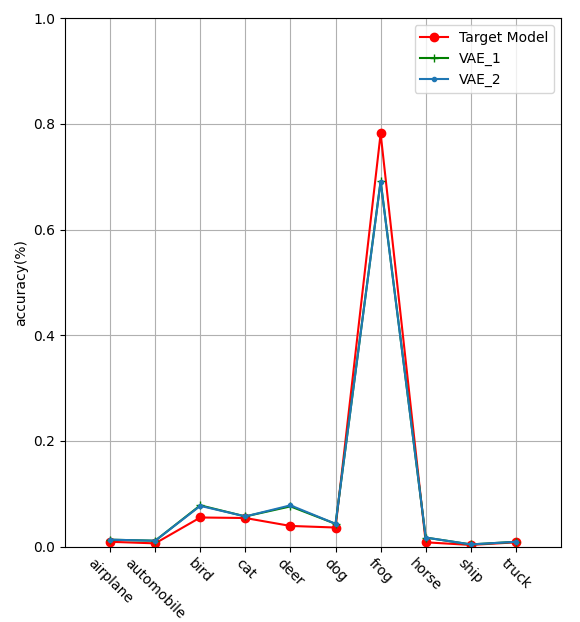 Target Model
VAE_1
VAE_2
accuracy(%)
1.0
0.8
0.6
0.4
0.2
0.0
airplane
automobile
bird
cat
deer
dog
frog
horse
ship
truck